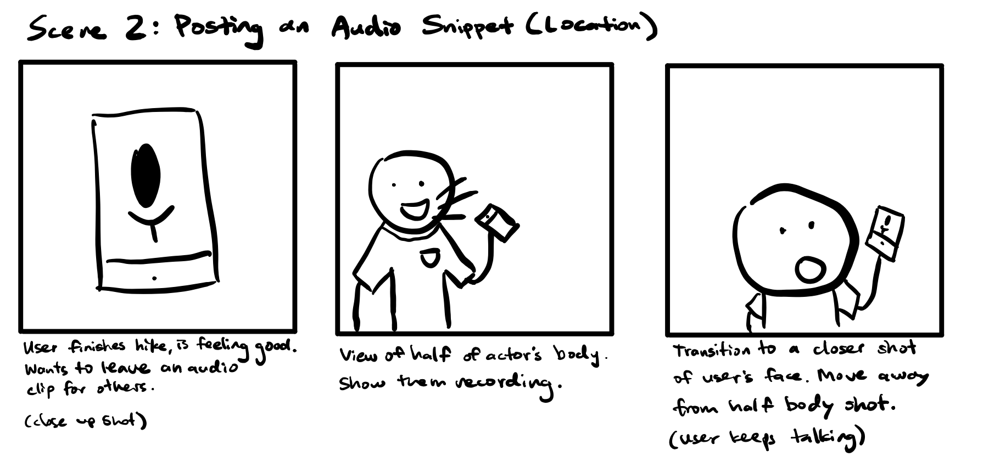 Scene 2: Posting an Audio Snippet (Location)
User finishes hike, is feeling good.
Wants to leave an audio
clip for others.
(close up shot)
View of half of actor's body.
Show them recording.
Transition to a closer shot
of user's face. Move away
from half body shot.
(user keeps talking)